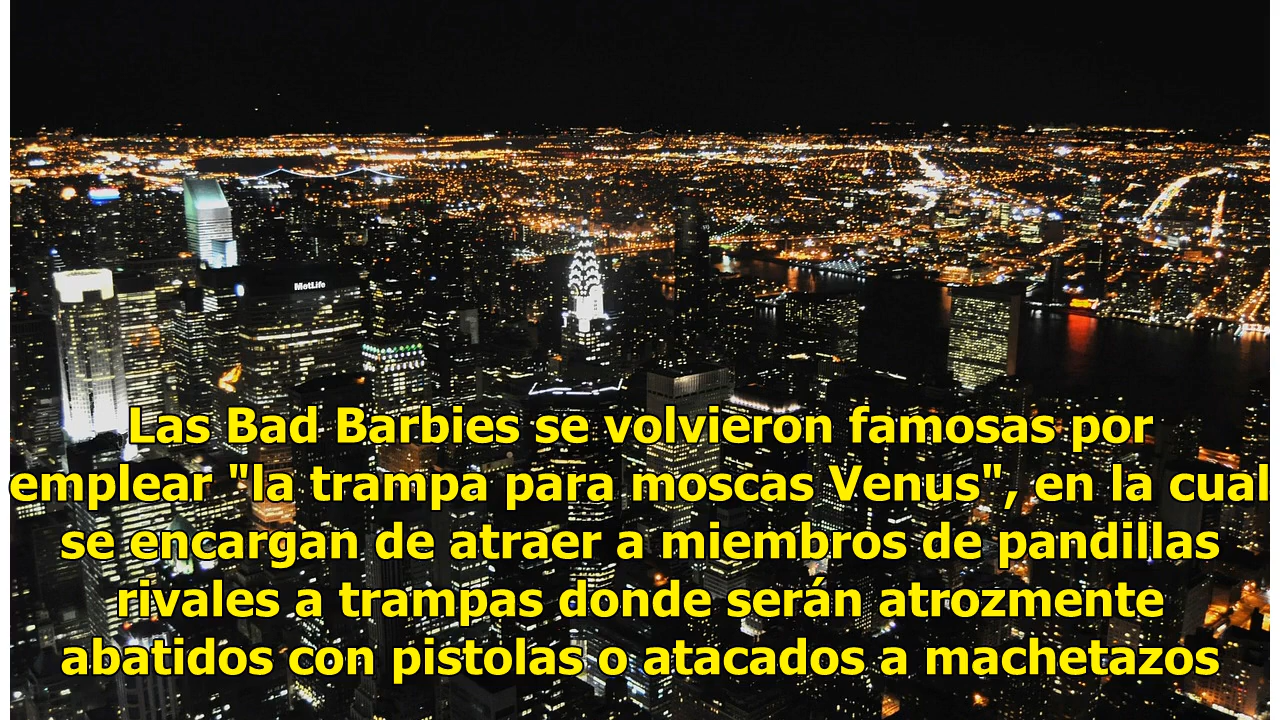 MetLife
Las Bad Barbies se volvieron famosas por
emplear "la trampa para moscas Venus", en la cual
se encargan de atraer a miembros de pandillas
rivales a trampas donde serán atrozmente
abatidos con pistolas o atacados a machetazos